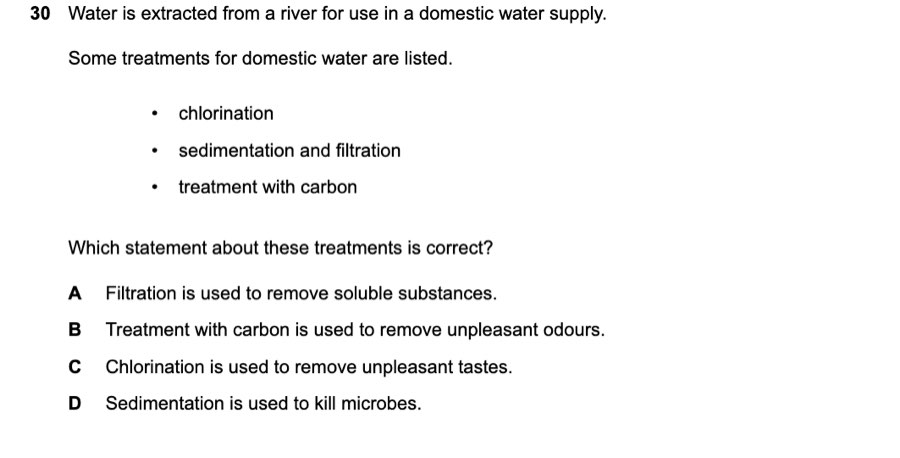 30 Water is extracted from a river for use in a domestic water supply.
Some treatments for domestic water are listed.
• chlorination
• sedimentation and filtration
• treatment with carbon
Which statement about these treatments is correct?
A Filtration is used to remove soluble substances.
B Treatment with carbon is used to remove unpleasant odours.
C Chlorination is used to remove unpleasant tastes.
D Sedimentation is used to kill microbes.